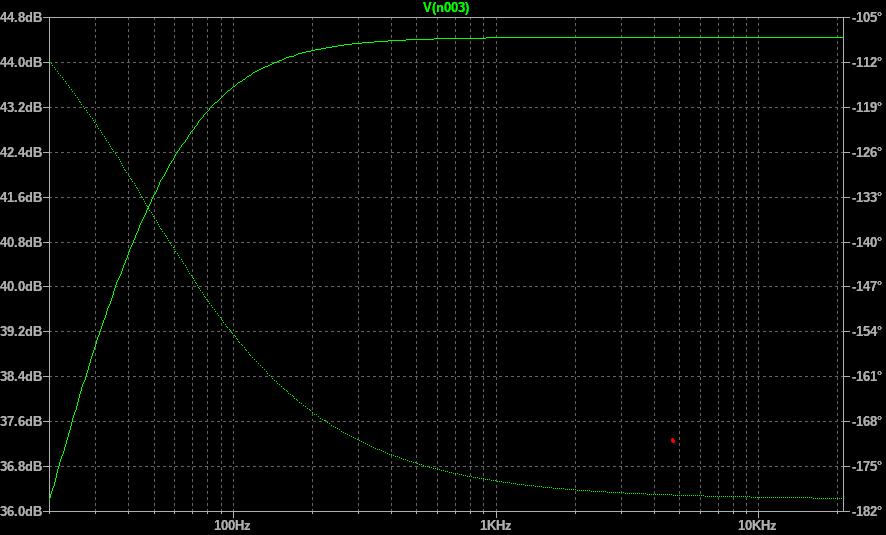 V(n003)
44.8dB
44.0dB
43.2dB
42.4dB
41.6dB
40.8dB
40.0dB
39.2dB
38.4dB
37.6dB
36.8dB
36.0dB
-105°
-112°
-119°
-126°
-133°
-140°
-147°
-154°
-161°
-168°
-175°
-182°
100Hz 1KHz 10KHz